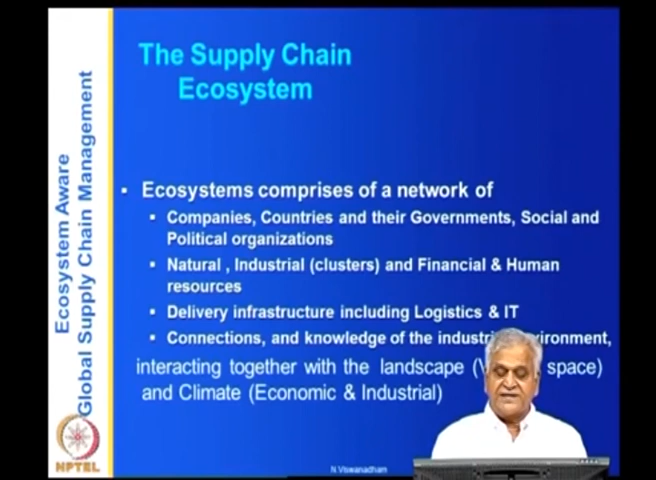 The Supply Chain
Ecosystem
Ecosystem Aware
Global Supply Chain Management
Ecosystems comprises of a network of
Companies, Countries and their Governments, Social and
Political organizations
Natural , Industrial (clusters) and Financial & Human
resources
Delivery infrastructure including Logistics & IT
Connections, and knowledge of the
interacting together with the landscape space)
and Climate (Economic & Industrial)
NPTEL
N.Viswanadham